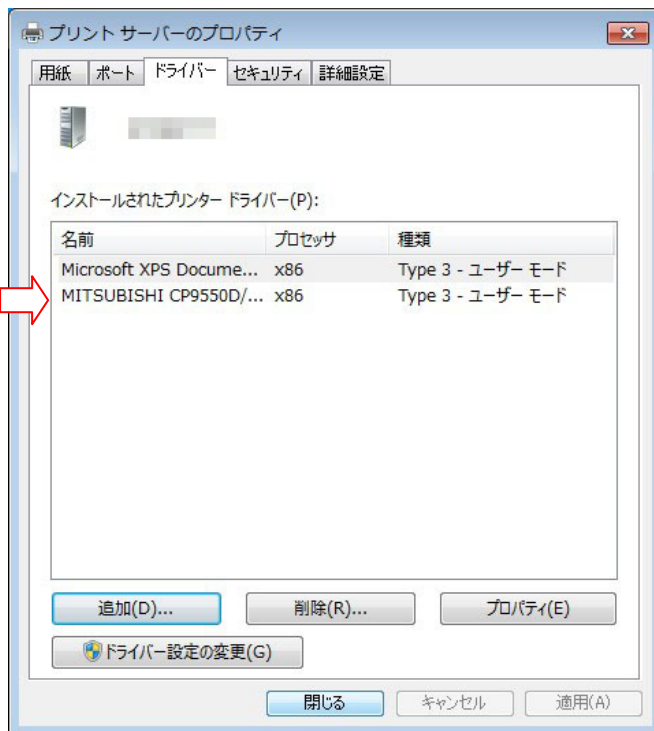 プリント サーバーのプロパティ
用紙 ポート ドライバー セキュリティ 詳細設定
インストールされたプリンター ドライバー(P):
名前 プロセッサ 種類
Microsoft XPS Docume... x86 Type 3 - ユーザー モード
MITSUBISHI CP9550D/... x86 Type 3 - ユーザー モード
追加(D)... 削除(R)... プロパティ(E)
ドライバー設定の変更(G)
閉じる キャンセル 適用(A)